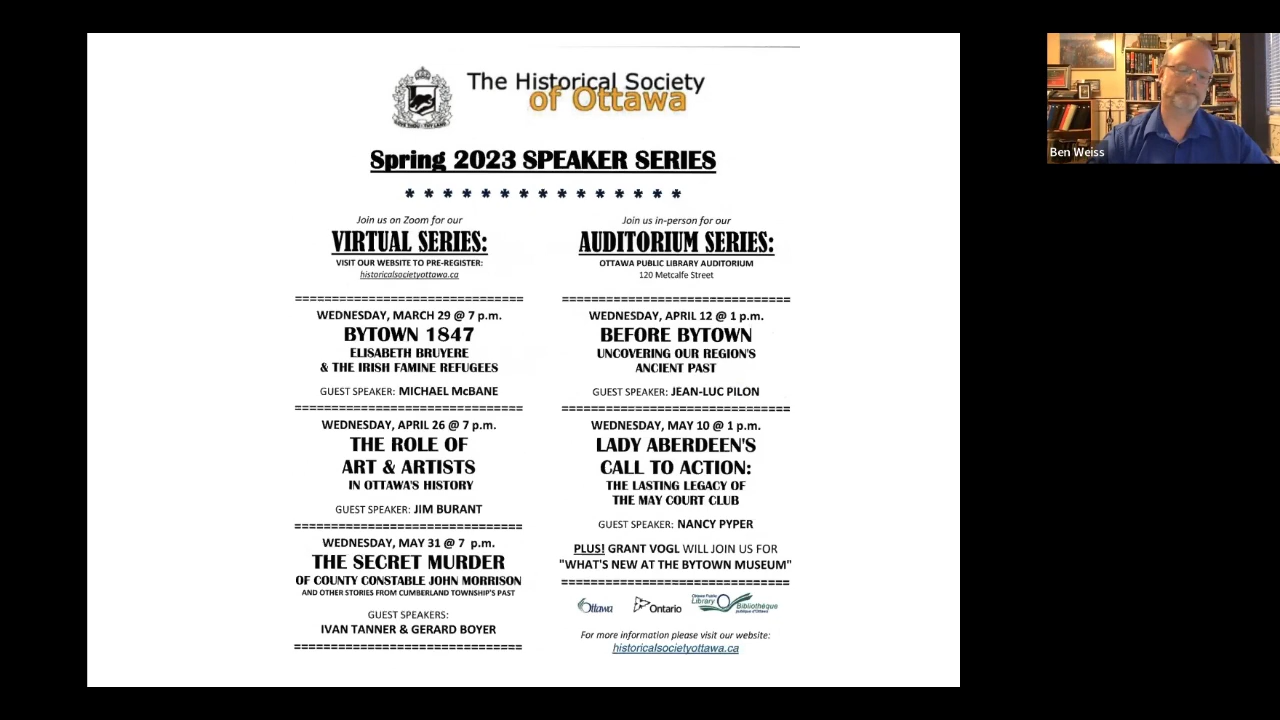 The Historical Society
of Ottawa
Spring 2023 SPEAKER SERIES
* * * * * * * * * * * * * * *
Join us on Zoom for our
VIRTUAL SERIES:
VISIT OUR WEBSITE TO PRE-REGISTER:
historicalsocietyottawa.ca
==============================
WEDNESDAY, MARCH 29 @ 7 p.m.
BYTOWN 1847
ELISABETH BRUYERE
& THE IRISH FAMINE REFUGEES
GUEST SPEAKER: MICHAEL McBANE
==============================
WEDNESDAY, APRIL 26 @ 7 p.m.
THE ROLE OF
ART & ARTISTS
IN OTTAWA'S HISTORY
GUEST SPEAKER: JIM BURANT
==============================
WEDNESDAY, MAY 31 @ 7 p.m.
THE SECRET MURDER
OF COUNTY CONSTABLE JOHN MORRISON
AND OTHER STORIES FROM CUMBERLAND TOWNSHIP'S PAST
GUEST SPEAKERS:
IVAN TANNER & GERARD BOYER
==============================
Join us in-person for our
AUDITORIUM SERIES:
OTTAWA PUBLIC LIBRARY AUDITORIUM
120 Metcalfe Street
==============================
WEDNESDAY, APRIL 12 @ 1 p.m.
BEFORE BYTOWN
UNCOVERING OUR REGION'S
ANCIENT PAST
GUEST SPEAKER: JEAN-LUC PILON
==============================
WEDNESDAY, MAY 10 @ 1 p.m.
LADY ABERDEEN'S
CALL TO ACTION:
THE LASTING LEGACY OF
THE MAY COURT CLUB
GUEST SPEAKER: NANCY PYPER
PLUS! GRANT VOGL WILL JOIN US FOR
"WHAT'S NEW AT THE BYTOWN MUSEUM"
==============================
Ottawa
Ontario
Ottawa Public
Library
Bibliothèque
publique d'Ottawa
For more information please visit our website:
historicalsocietyottawa.ca
Ben Weiss